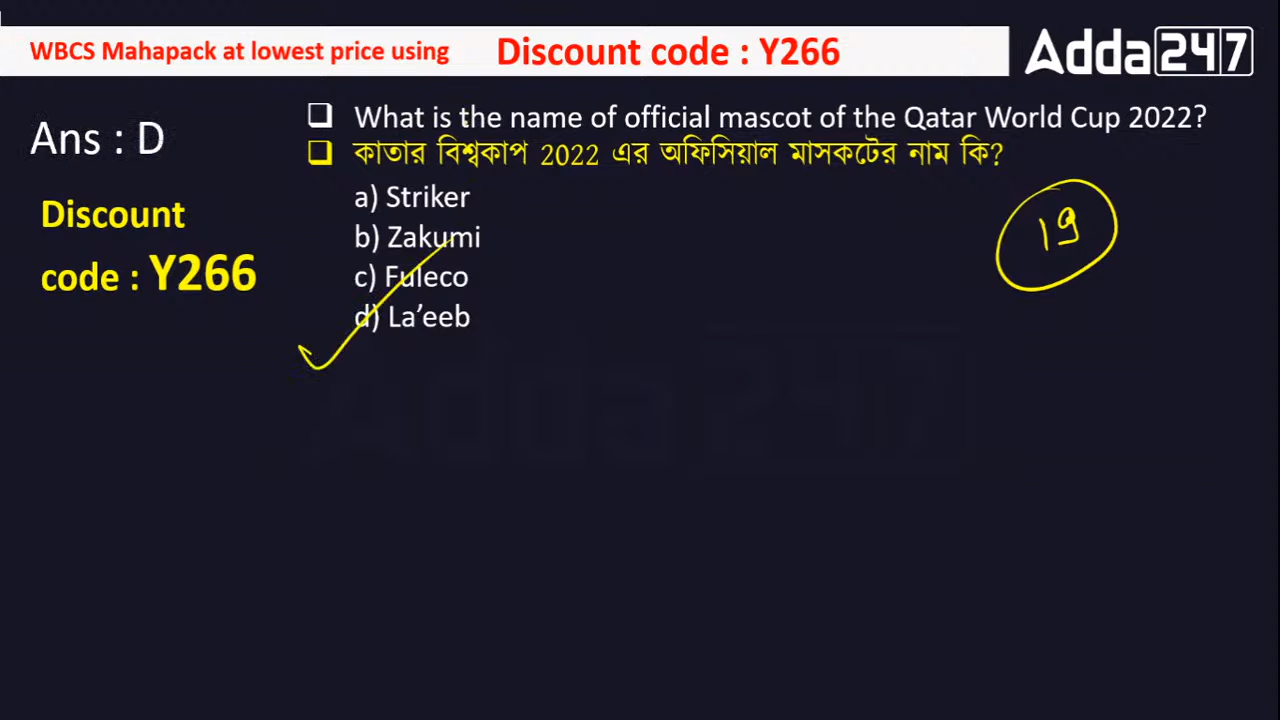 WBCS Mahapack at lowest price using Discount code : Y266
Adda247
Ans : D
Discount
code : Y266
What is the name of official mascot of the Qatar World Cup 2022?
কাতার বিশ্বকাপ 2022 এর অফিসিয়াল মাসকটের নাম কি?
a) Striker
b) Zakumi
c) Fuleco
d) La’eeb
19
Adda247